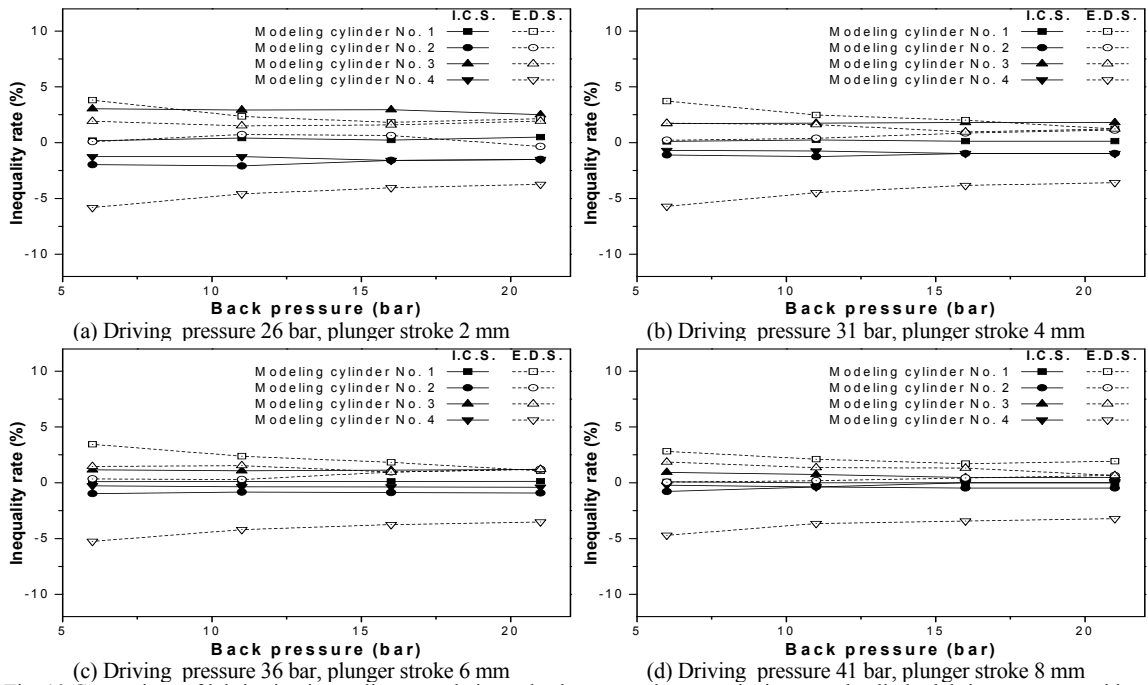 I.C.S. E.D.S.
Modeling cylinder No. 1
Modeling cylinder No. 2
Modeling cylinder No. 3
Modeling cylinder No. 4
Inequality rate (%)
10
5
0
-5
-10
5 10 15 20
Back pressure (bar)
(a) Driving pressure 26 bar, plunger stroke 2 mm
I.C.S. E.D.S.
Modeling cylinder No. 1
Modeling cylinder No. 2
Modeling cylinder No. 3
Modeling cylinder No. 4
Inequality rate (%)
10
5
0
-5
-10
5 10 15 20
Back pressure (bar)
(b) Driving pressure 31 bar, plunger stroke 4 mm
I.C.S. E.D.S.
Modeling cylinder No. 1
Modeling cylinder No. 2
Modeling cylinder No. 3
Modeling cylinder No. 4
Inequality rate (%)
10
5
0
-5
-10
5 10 15 20
Back pressure (bar)
(c) Driving pressure 36 bar, plunger stroke 6 mm
I.C.S. E.D.S.
Modeling cylinder No. 1
Modeling cylinder No. 2
Modeling cylinder No. 3
Modeling cylinder No. 4
Inequality rate (%)
10
5
0
-5
-10
5 10 15 20
Back pressure (bar)
(d) Driving pressure 41 bar, plunger stroke 8 mm